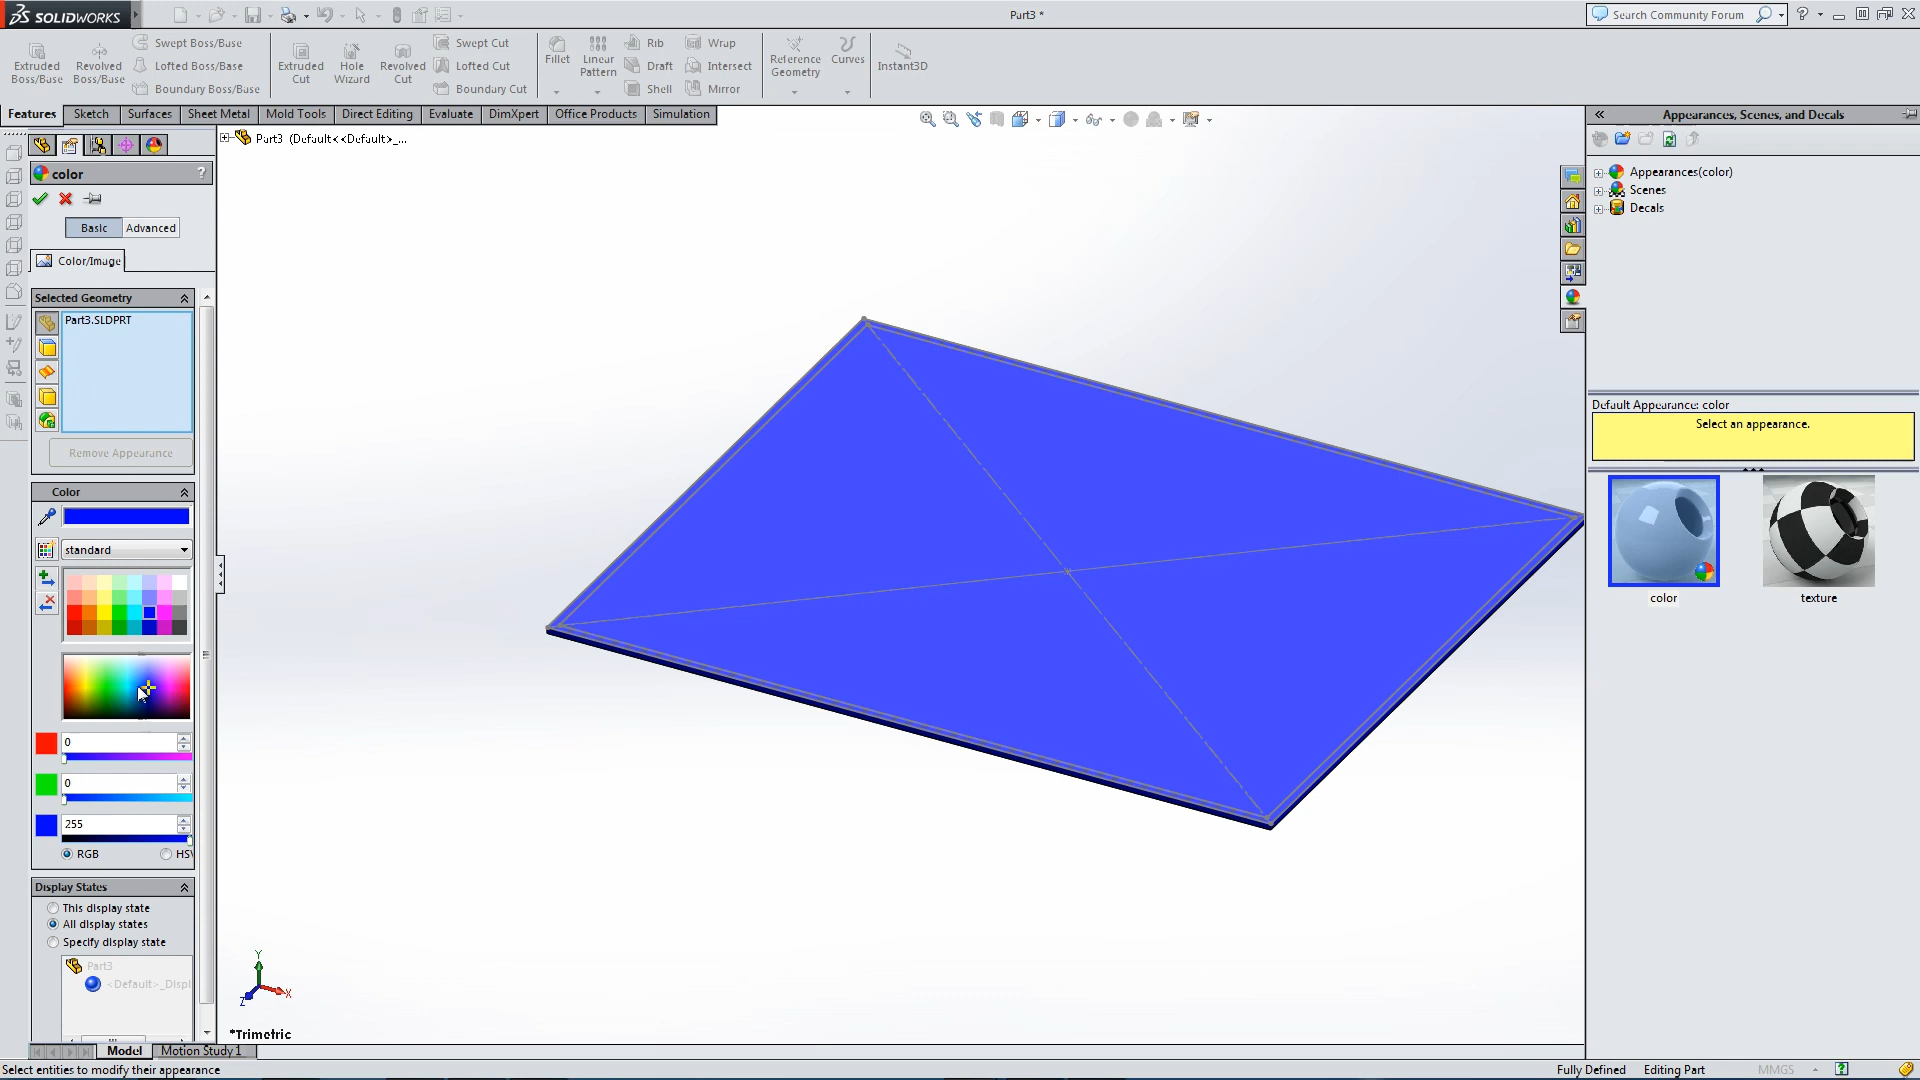 SOLIDWORKS
Part3 *
Search Community Forum
Extruded Boss/Base
Revolved Boss/Base
Swept Boss/Base
Lofted Boss/Base
Boundary Boss/Base
Extruded Cut
Hole Wizard
Revolved Cut
Swept Cut
Lofted Cut
Boundary Cut
Fillet
Linear Pattern
Rib
Draft
Shell
Wrap
Intersect
Mirror
Reference Geometry
Curves
Instant3D
Features
Sketch
Surfaces
Sheet Metal
Mold Tools
Direct Editing
Evaluate
DimXpert
Office Products
Simulation
Part3 (Default<<Default>_...
color
?
Basic
Advanced
Color/Image
Selected Geometry
Part3.SLDPRT
Remove Appearance
Color
standard
0
0
255
RGB
HSV
Display States
This display state
All display states
Specify display state
Part3
<Default>_Displ
Y
X
Z
*Trimetric
Appearances, Scenes, and Decals
Appearances(color)
Scenes
Decals
Default Appearance: color
Select an appearance.
color
texture
Model
Motion Study 1
Select entities to modify their appearance
Fully Defined
Editing Part
MMGS